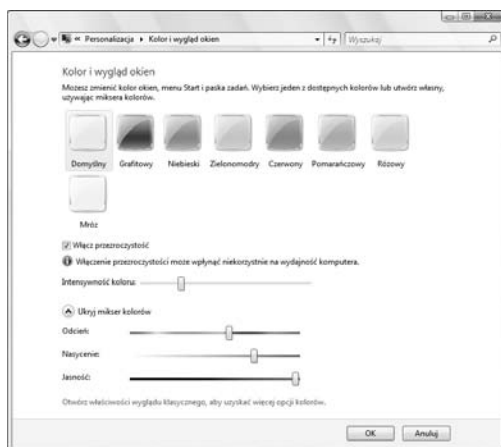 « Personalizacja ▸ Kolor i wygląd okien
Wyszukaj
Kolor i wygląd okien
Możesz zmienić kolor okien, menu Start i paska zadań. Wybierz jeden z dostępnych kolorów lub utwórz własny,
używając miksera kolorów.
Domyślny Grafitowy Niebieski Zielonomodry Czerwony Pomarańczowy Różowy
Mróz
Włącz przezroczystość
Włączenie przezroczystości może wpłynąć niekorzystnie na wydajność komputera.
Intensywność koloru:
Ukryj mikser kolorów
Odcień:
Nasycenie:
Jasność:
Otwórz właściwości wyglądu klasycznego, aby uzyskać więcej opcji kolorów.
OK Anuluj